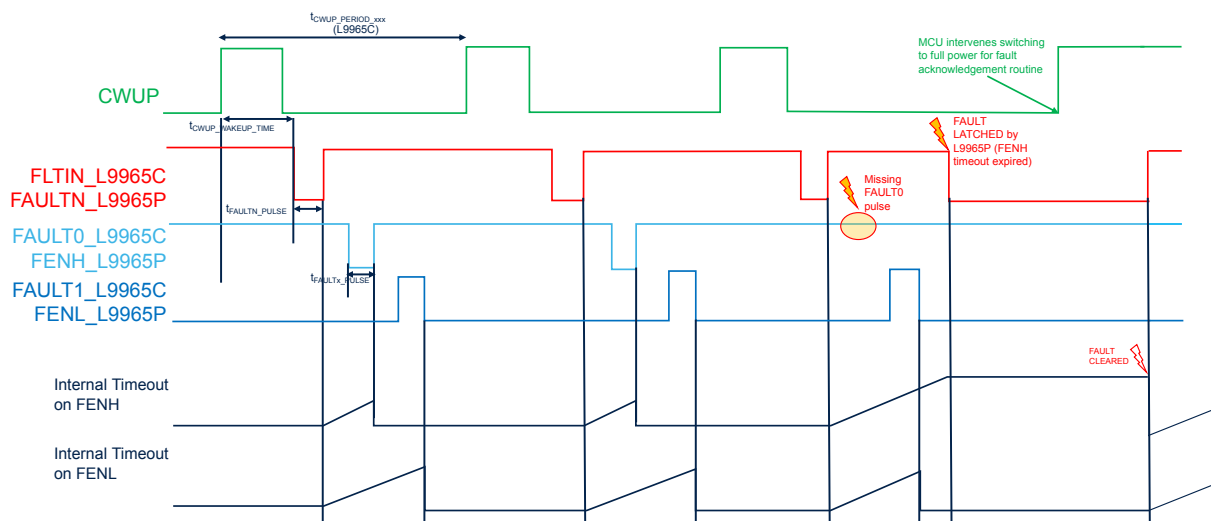 tCWUP_PERIOD_xxx
(L9965C)
MCU intervenes switching
to full power for fault
acknowledgement routine
CWUP
tCWUP_WAKEUP_TIME
FAULT
LATCHED by
L9965P (FENH
timeout expired)
FLTIN_L9965C
FAULTN_L9965P
Missing
FAULT0
pulse
tFAULTN_PULSE
FAULT0_L9965C
FENH_L9965P
tFAULTx_PULSE
FAULT1_L9965C
FENL_L9965P
FAULT
CLEARED
Internal Timeout
on FENH
Internal Timeout
on FENL